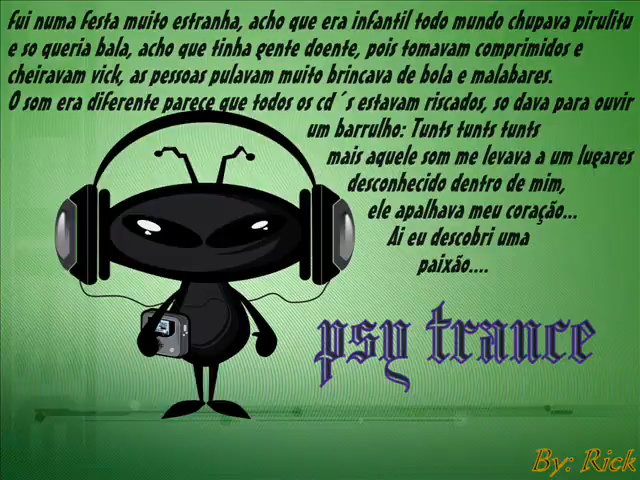 Fui numa festa muito estranha, acho que era infantil todo mundo chupava pirulitu
e so queria bala, acho que tinha gente doente, pois tomavam comprimidos e
cheiravam vick, as pessoas pulavam muito brincava de bola e malabares.
O som era diferente parece que todos os cd´s estavam riscados, so dava para ouvir
um barrulho: Tunts tunts tunts
mais aquele som me levava a um lugares
desconhecido dentro de mim,
ele apalhava meu coração...
Ai eu descobri uma
paixão....
psy trance
By: Rick